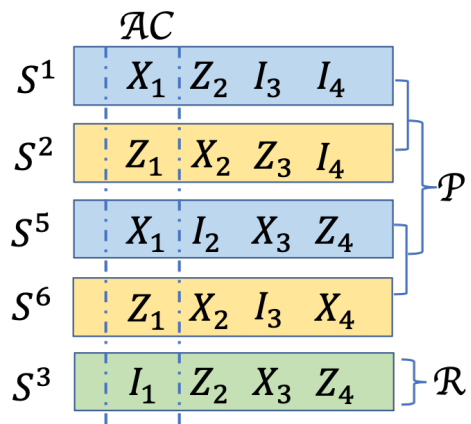 𝒜𝒞
S¹ X₁ Z₂ I₃ I₄
S² Z₁ X₂ Z₃ I₄
𝒫
S⁵ X₁ I₂ X₃ Z₄
S⁶ Z₁ X₂ I₃ X₄
S³ I₁ Z₂ X₃ Z₄ ℛ